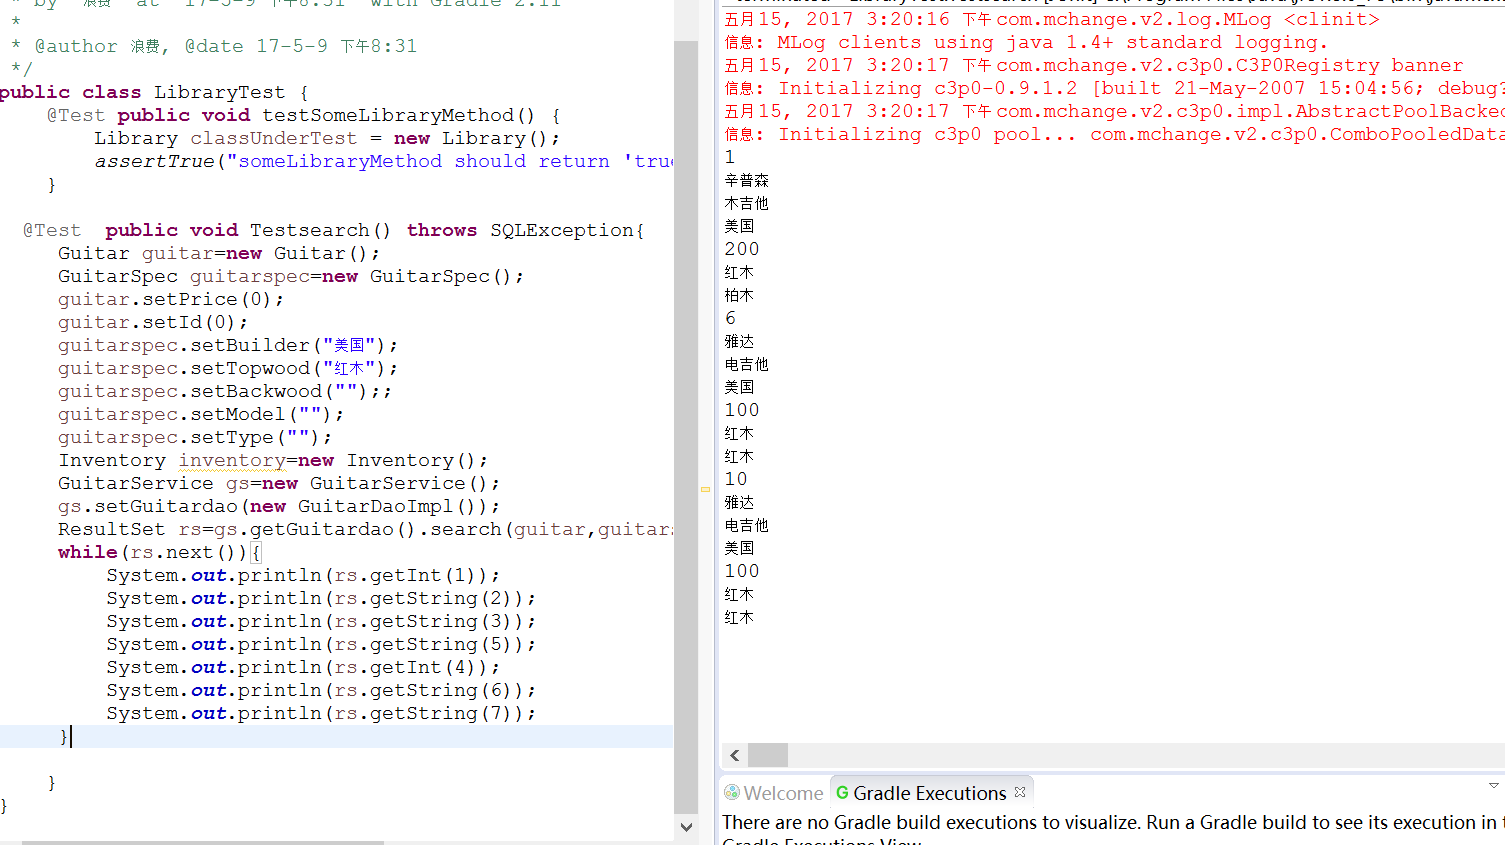 * by '浪费' at '17-5-9 下午8:31' with Gradle 2.11
*
* @author 浪费, @date 17-5-9 下午8:31
*/
public class LibraryTest {
@Test public void testSomeLibraryMethod() {
Library classUnderTest = new Library();
assertTrue("someLibraryMethod should return 'true
}
@Test public void Testsearch() throws SQLException{
Guitar guitar=new Guitar();
GuitarSpec guitarspec=new GuitarSpec();
guitar.setPrice(0);
guitar.setId(0);
guitarspec.setBuilder("美国");
guitarspec.setTopwood("红木");
guitarspec.setBackwood("");;
guitarspec.setModel("");
guitarspec.setType("");
Inventory inventory=new Inventory();
GuitarService gs=new GuitarService();
gs.setGuitardao(new GuitarDaoImpl());
ResultSet rs=gs.getGuitardao().search(guitar,guitars
while(rs.next()){
System.out.println(rs.getInt(1));
System.out.println(rs.getString(2));
System.out.println(rs.getString(3));
System.out.println(rs.getString(5));
System.out.println(rs.getInt(4));
System.out.println(rs.getString(6));
System.out.println(rs.getString(7));
}
}
}
五月15, 2017 3:20:16 下午 com.mchange.v2.log.MLog <clinit>
信息: MLog clients using java 1.4+ standard logging.
五月15, 2017 3:20:17 下午 com.mchange.v2.c3p0.C3P0Registry banner
信息: Initializing c3p0-0.9.1.2 [built 21-May-2007 15:04:56; debug?
五月15, 2017 3:20:17 下午 com.mchange.v2.c3p0.impl.AbstractPoolBacked
信息: Initializing c3p0 pool... com.mchange.v2.c3p0.ComboPooledData
1
辛普森
木吉他
美国
200
红木
柏木
6
雅达
电吉他
美国
100
红木
红木
10
雅达
电吉他
美国
100
红木
红木
Welcome
Gradle Executions
There are no Gradle build executions to visualize. Run a Gradle build to see its execution in t
Gradle Executions View.